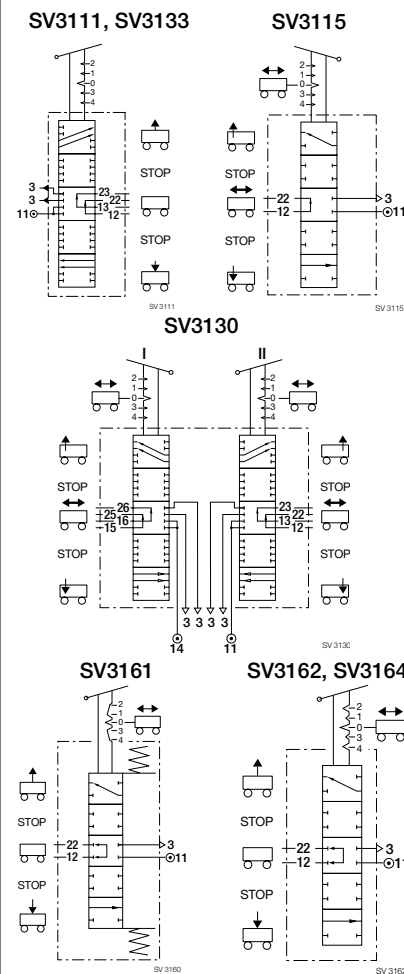 SV3111, SV3133
2
1
0
3
4
STOP
3
3
11
23
22
13
12
STOP
SV 3111
SV3115
2
1
0
3
4
STOP
22
12
3
11
STOP
SV 3115
SV3130
I
II
2
1
0
3
4
2
1
0
3
4
STOP
STOP
26
25
16
15
23
22
13
12
STOP
STOP
3 3 3 3
14
11
SV 3130
SV3161
2
1
0
3
4
STOP
22
12
3
11
STOP
SV 3160
SV3162, SV3164
2
1
0
3
4
STOP
22
12
3
11
STOP
SV 3162